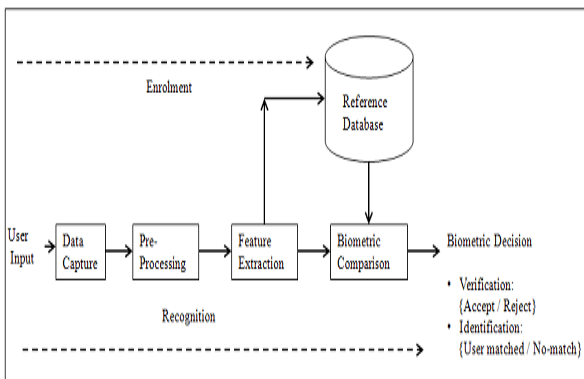 Enrolment
Reference
Database
User
Input
Data
Capture
Pre-
Processing
Feature
Extraction
Biometric
Comparison
Biometric Decision
• Verification:
{Accept / Reject}
• Identification:
{User matched / No-match}
Recognition